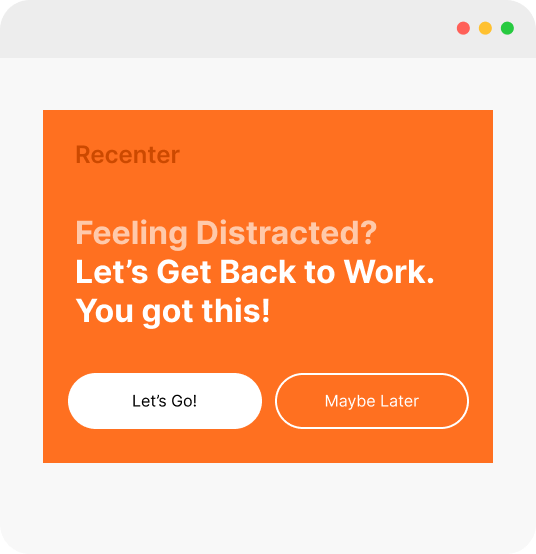 Recenter
Feeling Distracted?
Let’s Get Back to Work.
You got this!
Let’s Go!
Maybe Later